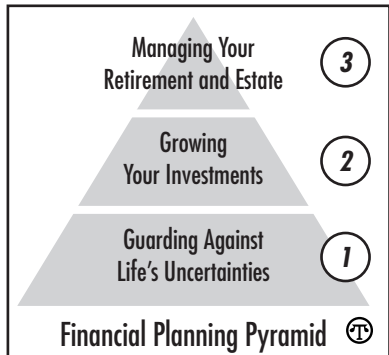 Managing Your
Retirement and Estate
3
Growing
Your Investments
2
Guarding Against
Life's Uncertainties
1
Financial Planning Pyramid